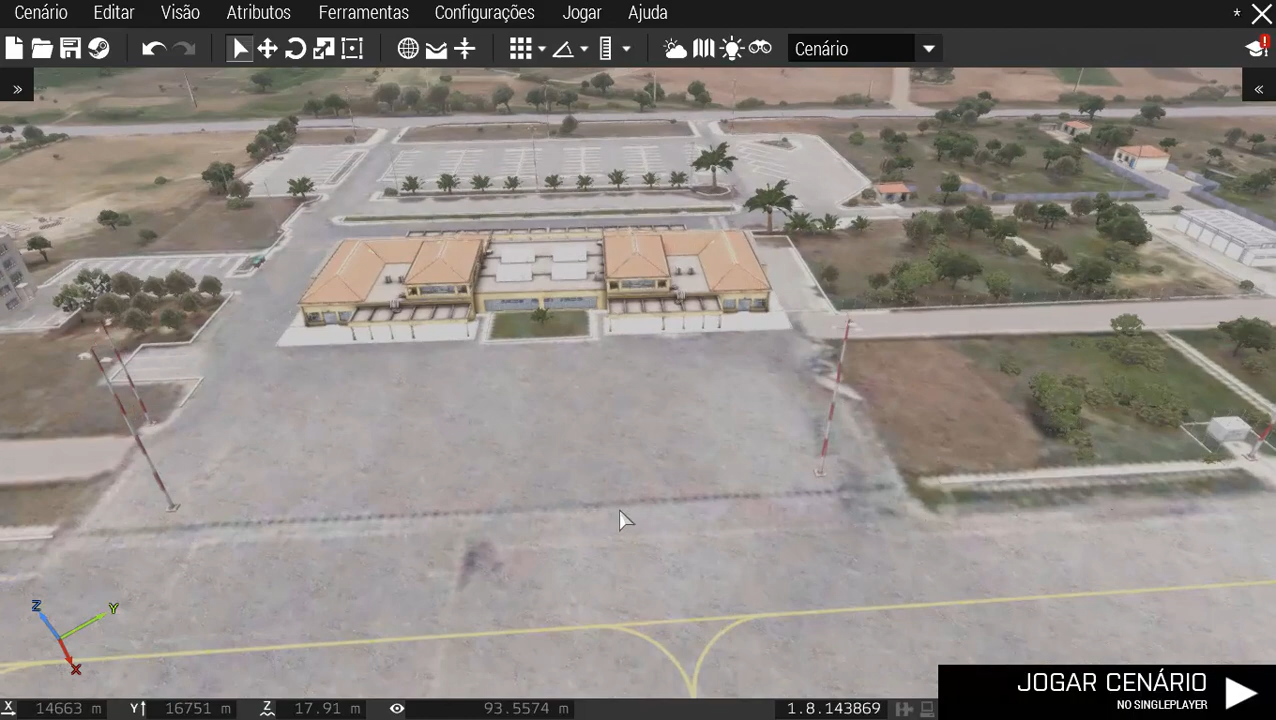 Cenário Editar Visão Atributos Ferramentas Configurações Jogar Ajuda *
Cenário
» «
Z Y
X
JOGAR CENÁRIO
NO SINGLEPLAYER
X 14663 m Y 16751 m Z 17.91 m 93.5574 m 1.8.143869